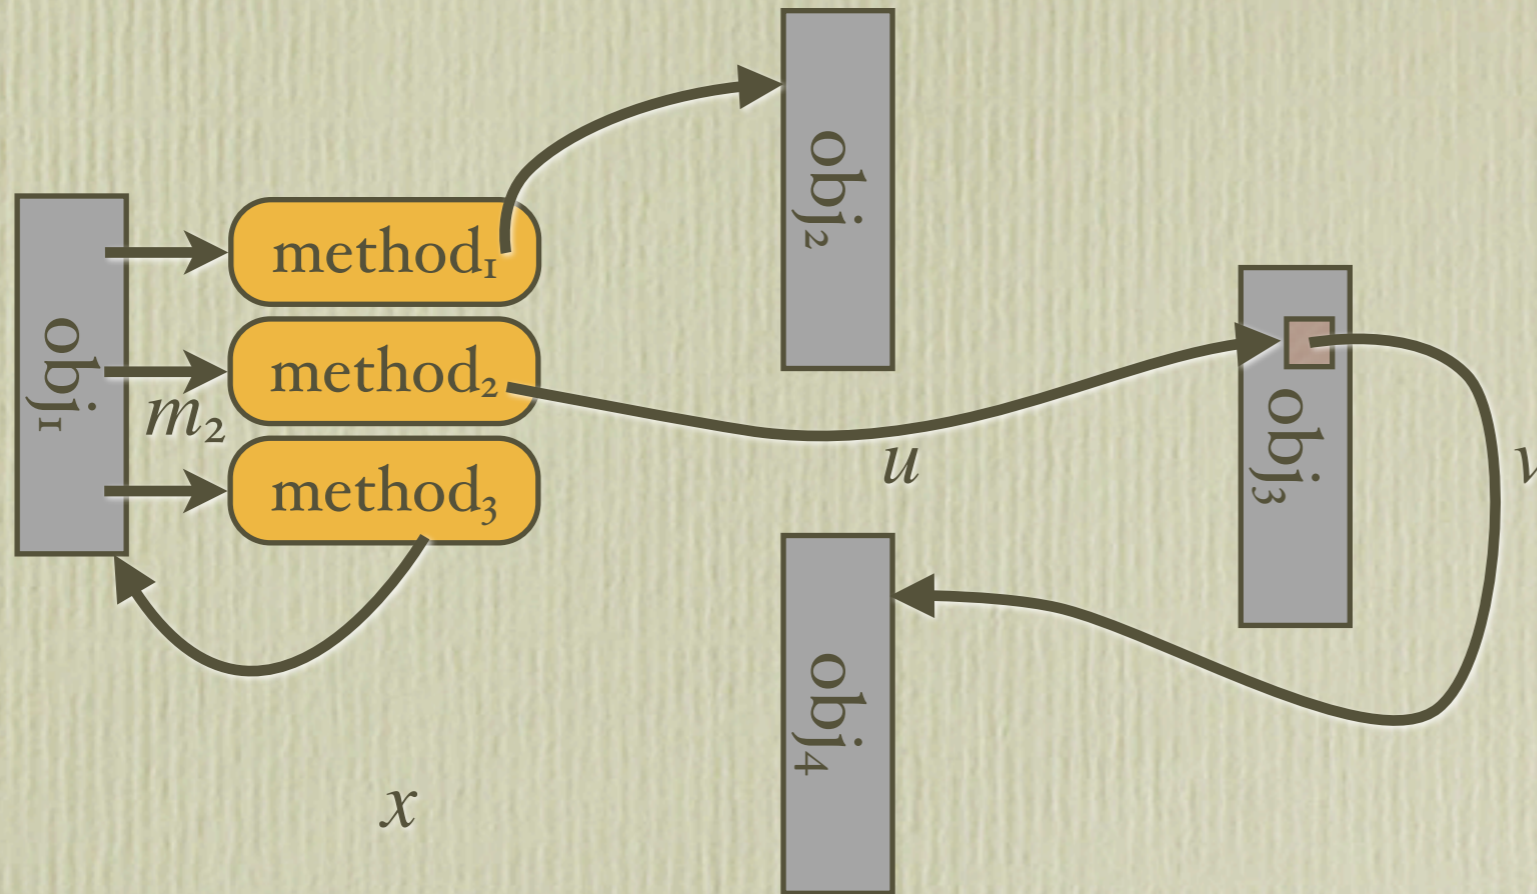 obj₁
method₁
method₂
method₃
m₂
obj₂
u
obj₃
v
obj₄
x